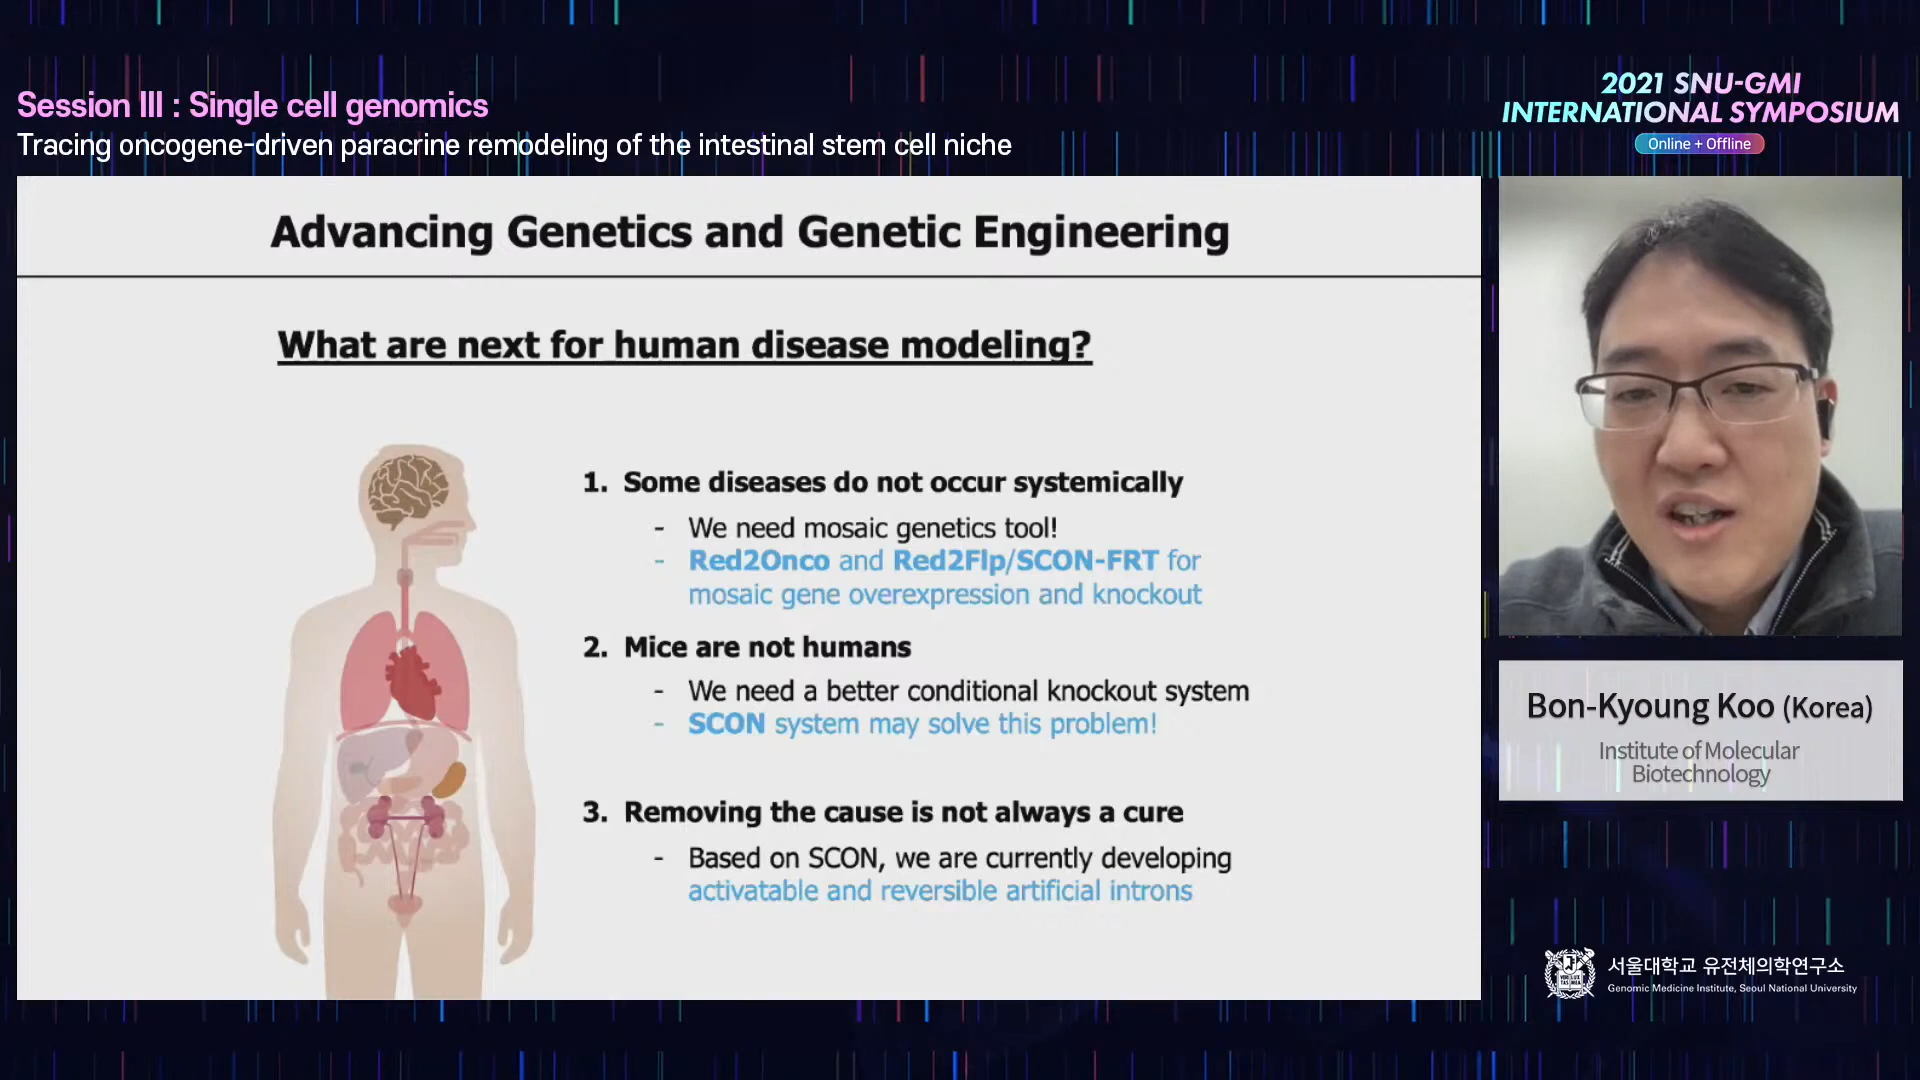 Session III : Single cell genomics
Tracing oncogene-driven paracrine remodeling of the intestinal stem cell niche
2021 SNU-GMI
INTERNATIONAL SYMPOSIUM
Online + Offline
Advancing Genetics and Genetic Engineering
What are next for human disease modeling?
1. Some diseases do not occur systemically
- We need mosaic genetics tool!
- Red2Onco and Red2Flp/SCON-FRT for
mosaic gene overexpression and knockout
2. Mice are not humans
- We need a better conditional knockout system
- SCON system may solve this problem!
3. Removing the cause is not always a cure
- Based on SCON, we are currently developing
activatable and reversible artificial introns
Bon-Kyoung Koo (Korea)
Institute of Molecular
Biotechnology
서울대학교 유전체의학연구소
Genomic Medicine Institute, Seoul National University